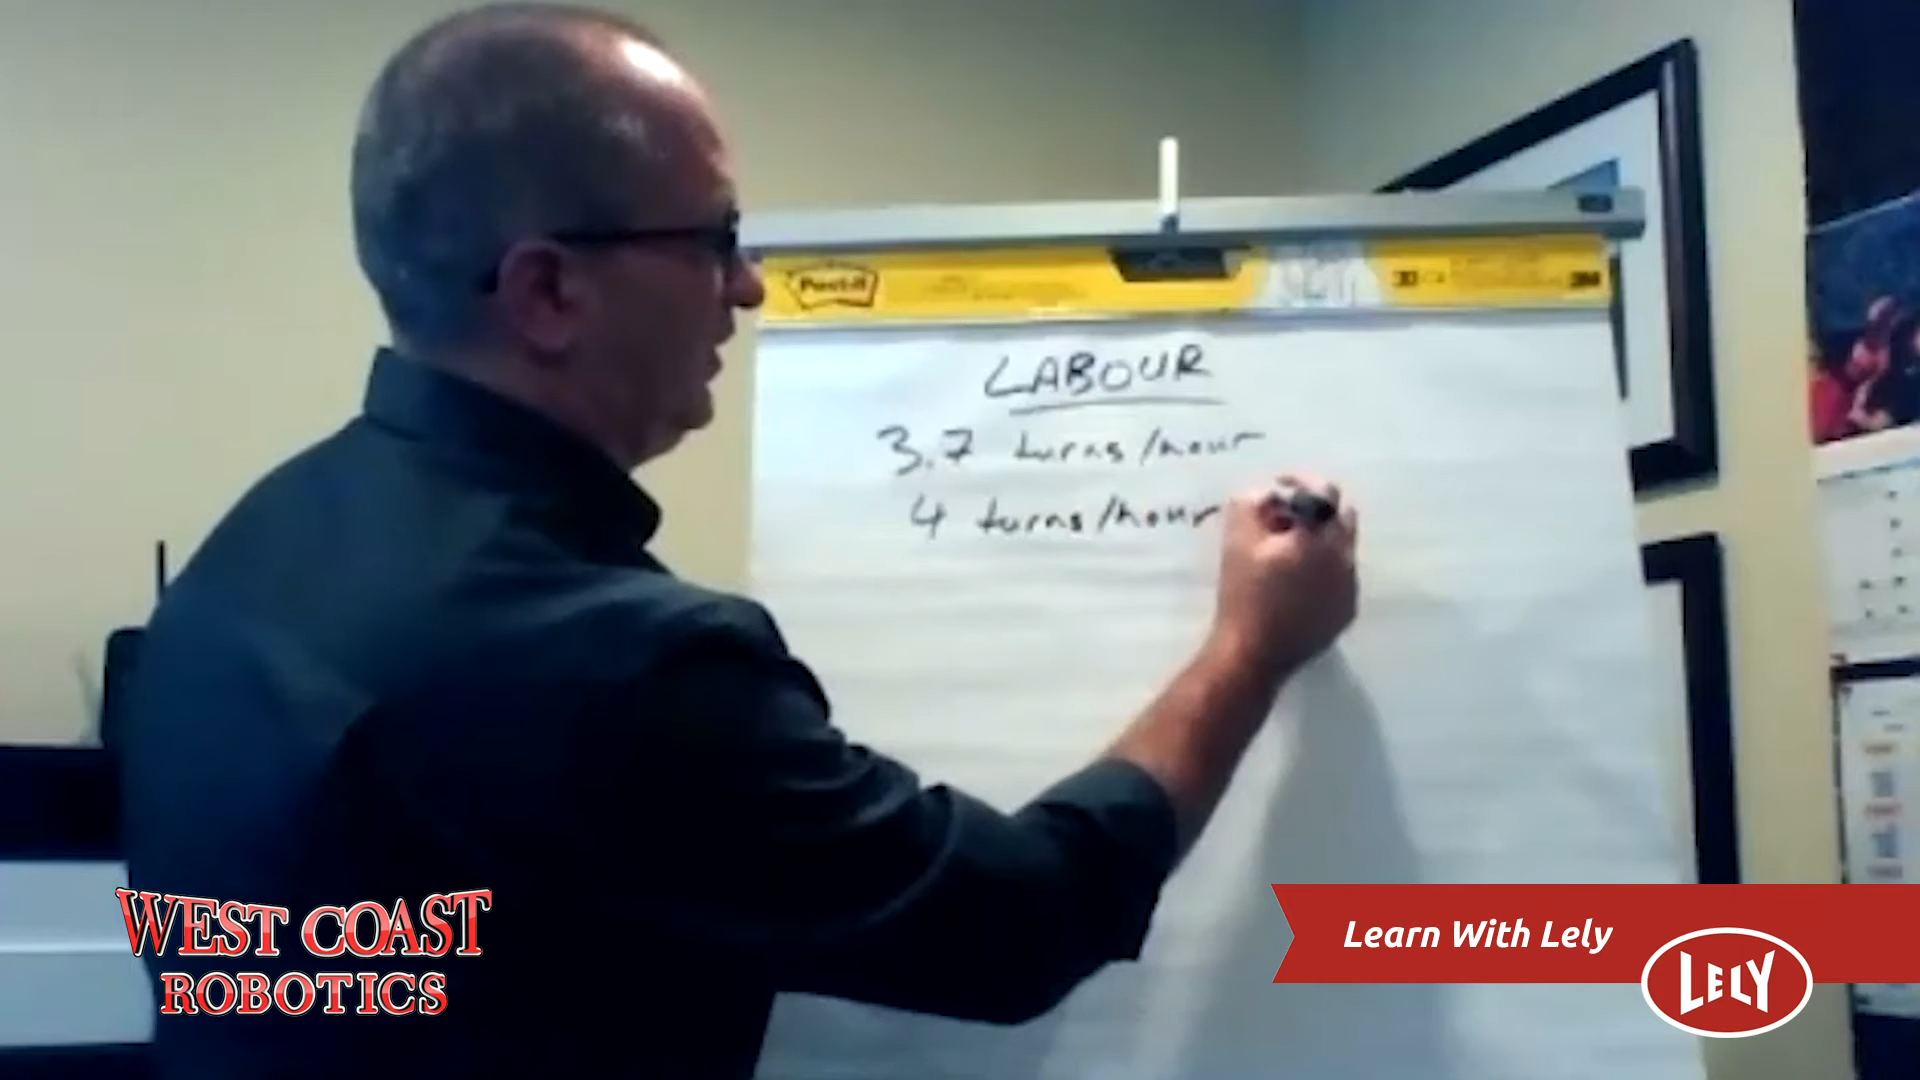 Post-it
3M
LABOUR
3.7 turns/hour
4 turns/hour
WEST COAST
ROBOTICS
Learn With Lely
LELY